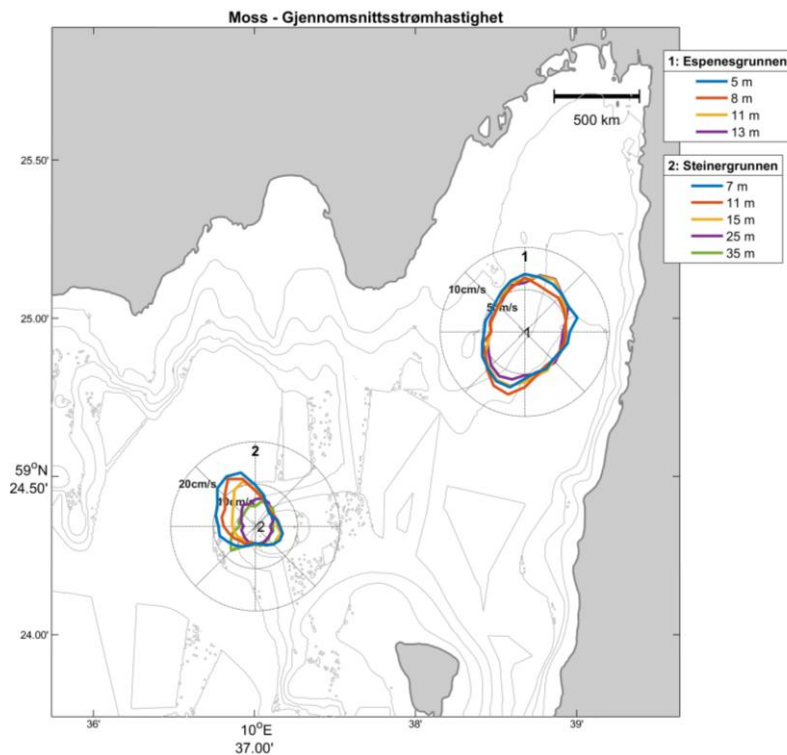 Moss - Gjennomsnittsstrømhastighet
1: Espenesgrunnen
5 m
8 m
11 m
13 m
500 km
2: Steinergrunnen
7 m
11 m
15 m
25 m
35 m
25.50'
1
10cm/s
25.00'
1
2
59°N
24.50'
20cm/s
10cm/s
2
24.00'
36'
10°E
37.00'
38'
39'